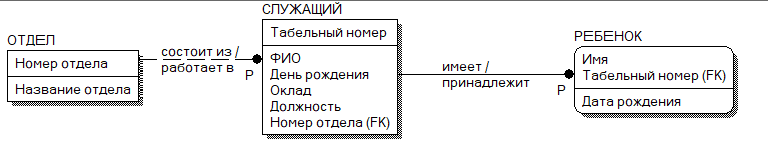 ОТДЕЛ
Номер отдела
Название отдела
состоит из /
работает в
P
СЛУЖАЩИЙ
Табельный номер
ФИО
День рождения
Оклад
Должность
Номер отдела (FK)
имеет /
принадлежит
P
РЕБЕНОК
Имя
Табельный номер (FK)
Дата рождения